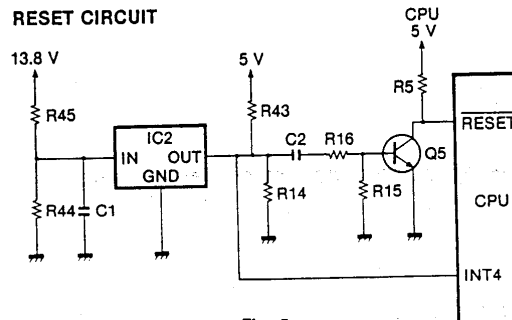 RESET CIRCUIT
CPU
5 V
13.8 V
5 V
R5
R45
R43
RESET
IC2
IN OUT
GND
C2
R16
Q5
R44
C1
R14
R15
CPU
INT4